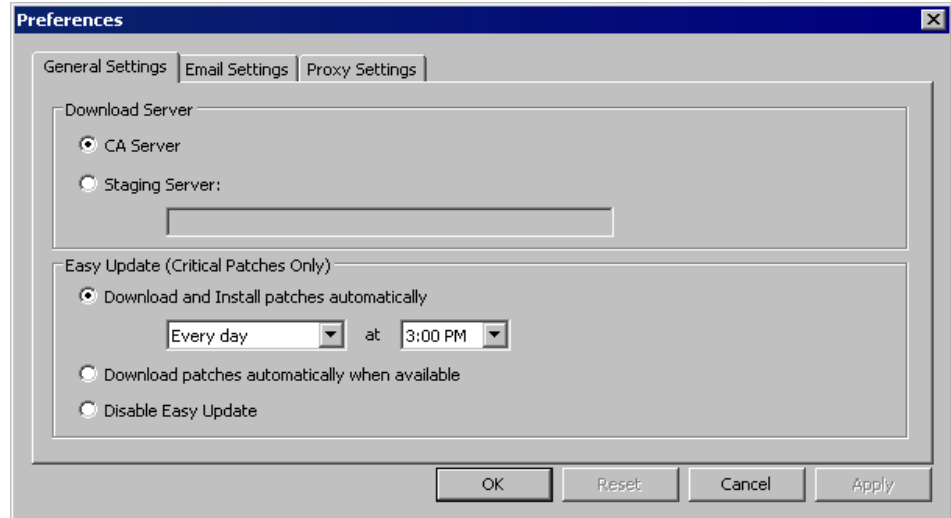 Preferences
General Settings Email Settings Proxy Settings
Download Server
CA Server
Staging Server:
Easy Update (Critical Patches Only)
Download and Install patches automatically
Every day at 3:00 PM
Download patches automatically when available
Disable Easy Update
OK Reset Cancel Apply